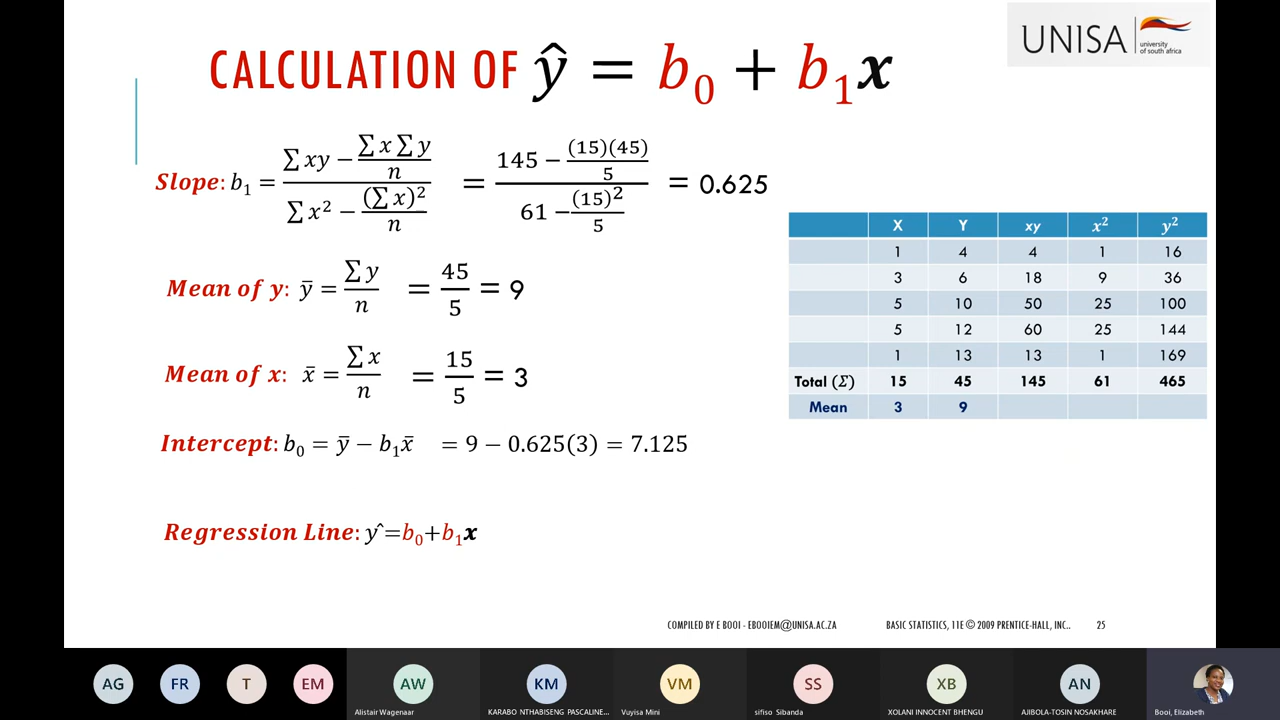 UNISA university of south africa
CALCULATION OF ŷ = b₀ + b₁x
Slope: b₁ = (∑ xy − (∑ x ∑ y)/n) / (∑ x² − (∑ x)²/n) = (145 − (15)(45)/5) / (61 − (15)²/5) = 0.625
X Y xy x² y²
1 4 4 1 16
3 6 18 9 36
5 10 50 25 100
5 12 60 25 144
1 13 13 1 169
Total (Σ) 15 45 145 61 465
Mean 3 9
Mean of y: ȳ = ∑ y / n = 45/5 = 9
Mean of x: x̄ = ∑ x / n = 15/5 = 3
Intercept: b₀ = ȳ − b₁x̄ = 9 − 0.625(3) = 7.125
Regression Line: yˆ=b₀+b₁x
COMPILED BY E BOOI - EBOOIEM@UNISA.AC.ZA BASIC STATISTICS, 11E © 2009 PRENTICE-HALL, INC.. 25
AG FR T EM AW KM VM SS XB AN
Alistair Wagenaar KARABO NTHABISENG PASCALINE... Vuyisa Mini sifiso Sibanda XOLANI INNOCENT BHENGU AJIBOLA-TOSIN NOSAKHARE Booi, Elizabeth